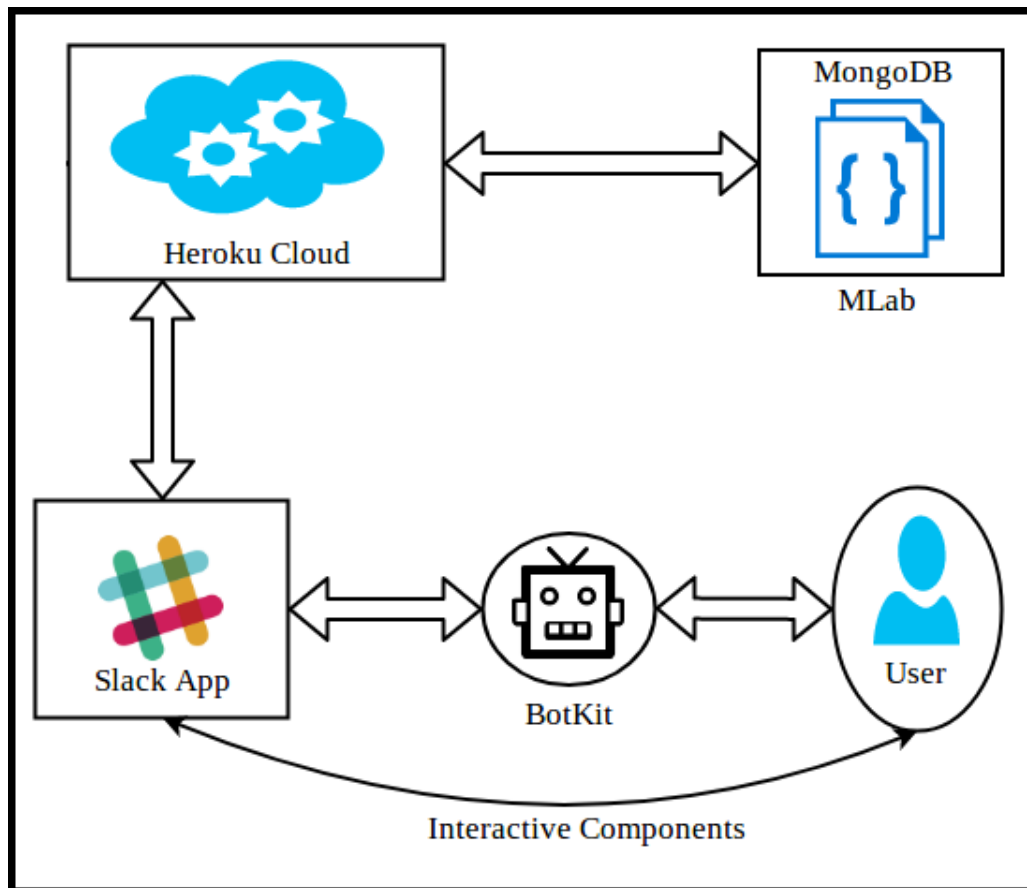 MongoDB
Heroku Cloud
MLab
{ }
Slack App
User
BotKit
Interactive Components